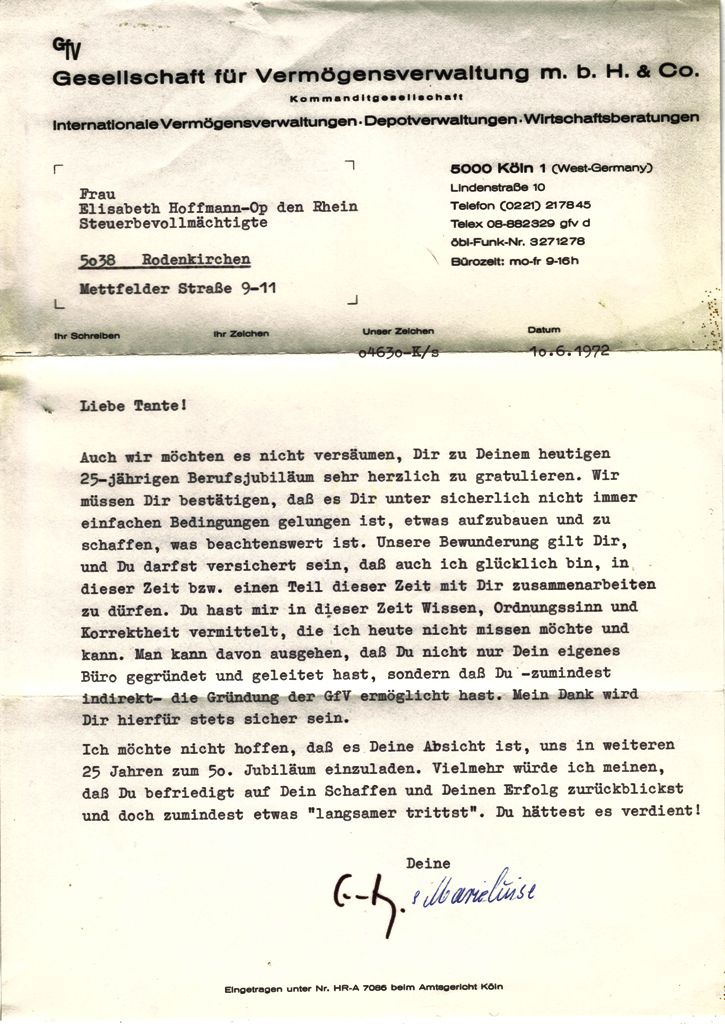 GfV
Gesellschaft für Vermögensverwaltung m. b. H. & Co.
Kommanditgesellschaft
Internationale Vermögensverwaltungen · Depotverwaltungen · Wirtschaftsberatungen
Frau
Elisabeth Hoffmann-Op den Rhein
Steuerbevollmächtigte
5o38 Rodenkirchen
Mettfelder Straße 9-11
5000 Köln 1 (West-Germany)
Lindenstraße 10
Telefon (0221) 217845
Telex 08-882329 gfv d
öbl-Funk-Nr. 3271278
Bürozeit: mo-fr 9-16h
Ihr Schreiben Ihr Zeichen Unser Zeichen Datum
o463o-K/s 1o.6.1972
Liebe Tante!
Auch wir möchten es nicht versäumen, Dir zu Deinem heutigen
25-jährigen Berufsjubiläum sehr herzlich zu gratulieren. Wir
müssen Dir bestätigen, daß es Dir unter sicherlich nicht immer
einfachen Bedingungen gelungen ist, etwas aufzubauen und zu
schaffen, was beachtenswert ist. Unsere Bewunderung gilt Dir,
und Du darfst versichert sein, daß auch ich glücklich bin, in
dieser Zeit bzw. einen Teil dieser Zeit mit Dir zusammenarbeiten
zu dürfen. Du hast mir in dieser Zeit Wissen, Ordnungssinn und
Korrektheit vermittelt, die ich heute nicht missen möchte und
kann. Man kann davon ausgehen, daß Du nicht nur Dein eigenes
Büro gegründet und geleitet hast, sondern daß Du -zumindest
indirekt- die Gründung der GfV ermöglicht hast. Mein Dank wird
Dir hierfür stets sicher sein.
Ich möchte nicht hoffen, daß es Deine Absicht ist, uns in weiteren
25 Jahren zum 5o. Jubiläum einzuladen. Vielmehr würde ich meinen,
daß Du befriedigt auf Dein Schaffen und Deinen Erfolg zurückblickst
und doch zumindest etwas "langsamer trittst". Du hättest es verdient!
Deine
Marieluise
Eingetragen unter Nr. HR-A 7086 beim Amtsgericht Köln